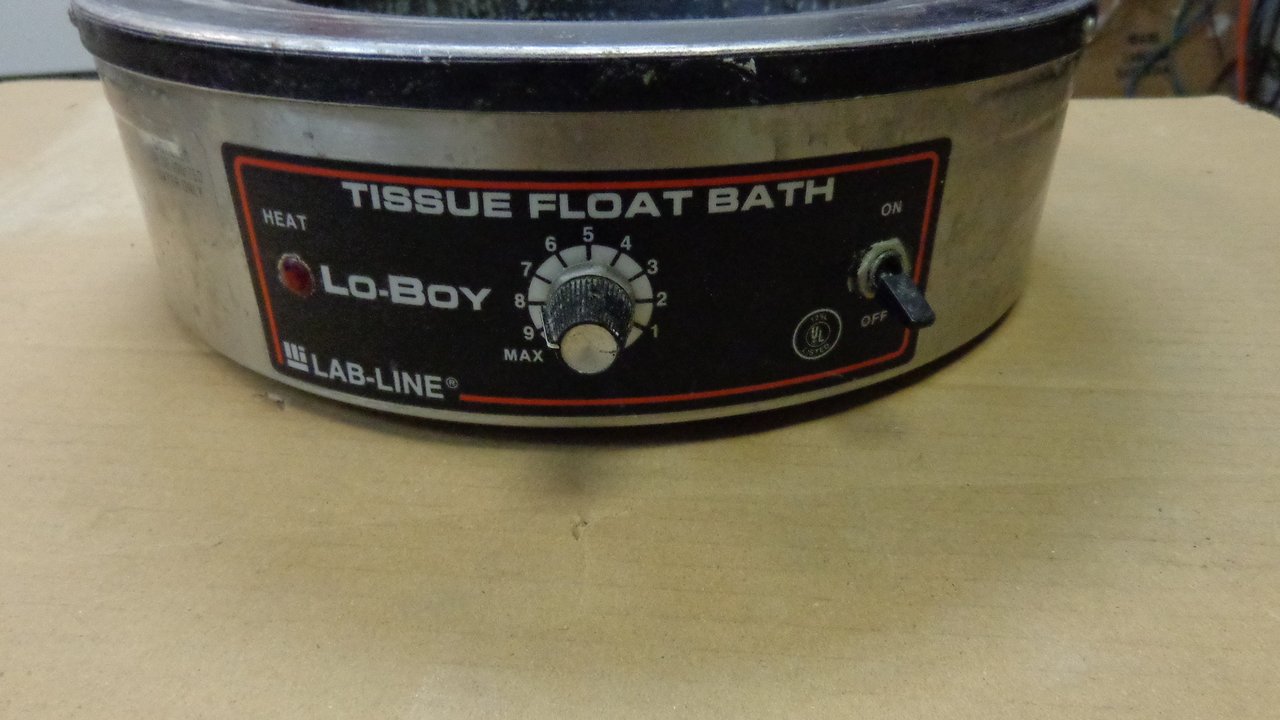 TISSUE FLOAT BATH
HEAT
ON
LO-BOY
1
2
3
4
5
6
7
8
9
MAX
OFF
UL
LAB-LINE®